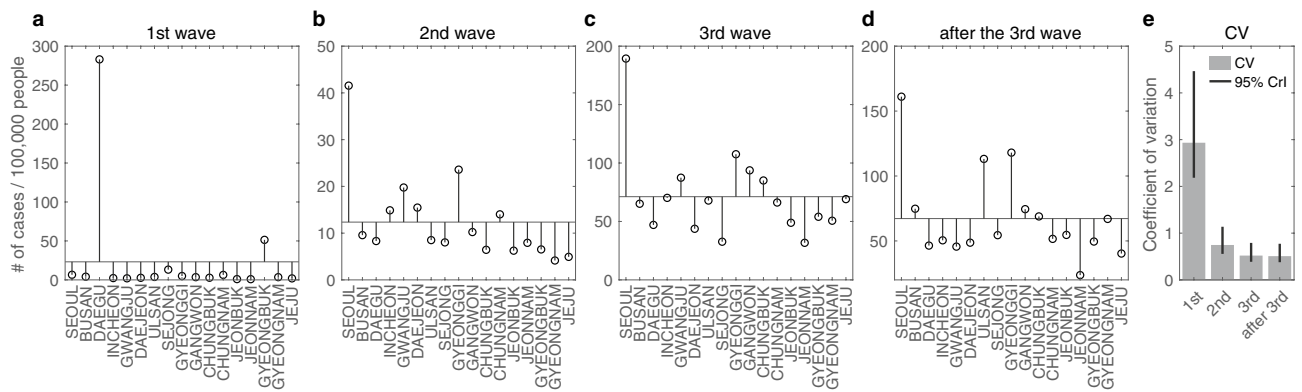 a
1st wave
# of cases / 100,000 people
300
250
200
150
100
50
0
SEOUL
BUSAN
DAEGU
INCHEON
GWANGJU
DAEJEON
ULSAN
SEJONG
GYEONGGI
GANGWON
CHUNGBUK
CHUNGNAM
JEONBUK
JEONNAM
GYEONGBUK
GYEONGNAM
JEJU
b
2nd wave
50
40
30
20
10
0
SEOUL
BUSAN
DAEGU
INCHEON
GWANGJU
DAEJEON
ULSAN
SEJONG
GYEONGGI
GANGWON
CHUNGBUK
CHUNGNAM
JEONBUK
JEONNAM
GYEONGBUK
GYEONGNAM
JEJU
c
3rd wave
200
150
100
50
0
SEOUL
BUSAN
DAEGU
INCHEON
GWANGJU
DAEJEON
ULSAN
SEJONG
GYEONGGI
GANGWON
CHUNGBUK
CHUNGNAM
JEONBUK
JEONNAM
GYEONGBUK
GYEONGNAM
JEJU
d
after the 3rd wave
200
150
100
50
SEOUL
BUSAN
DAEGU
INCHEON
GWANGJU
DAEJEON
ULSAN
SEJONG
GYEONGGI
GANGWON
CHUNGBUK
CHUNGNAM
JEONBUK
JEONNAM
GYEONGBUK
GYEONGNAM
JEJU
e
CV
Coefficient of variation
5
4
3
2
1
0
CV
95% CrI
1st
2nd
3rd
after 3rd